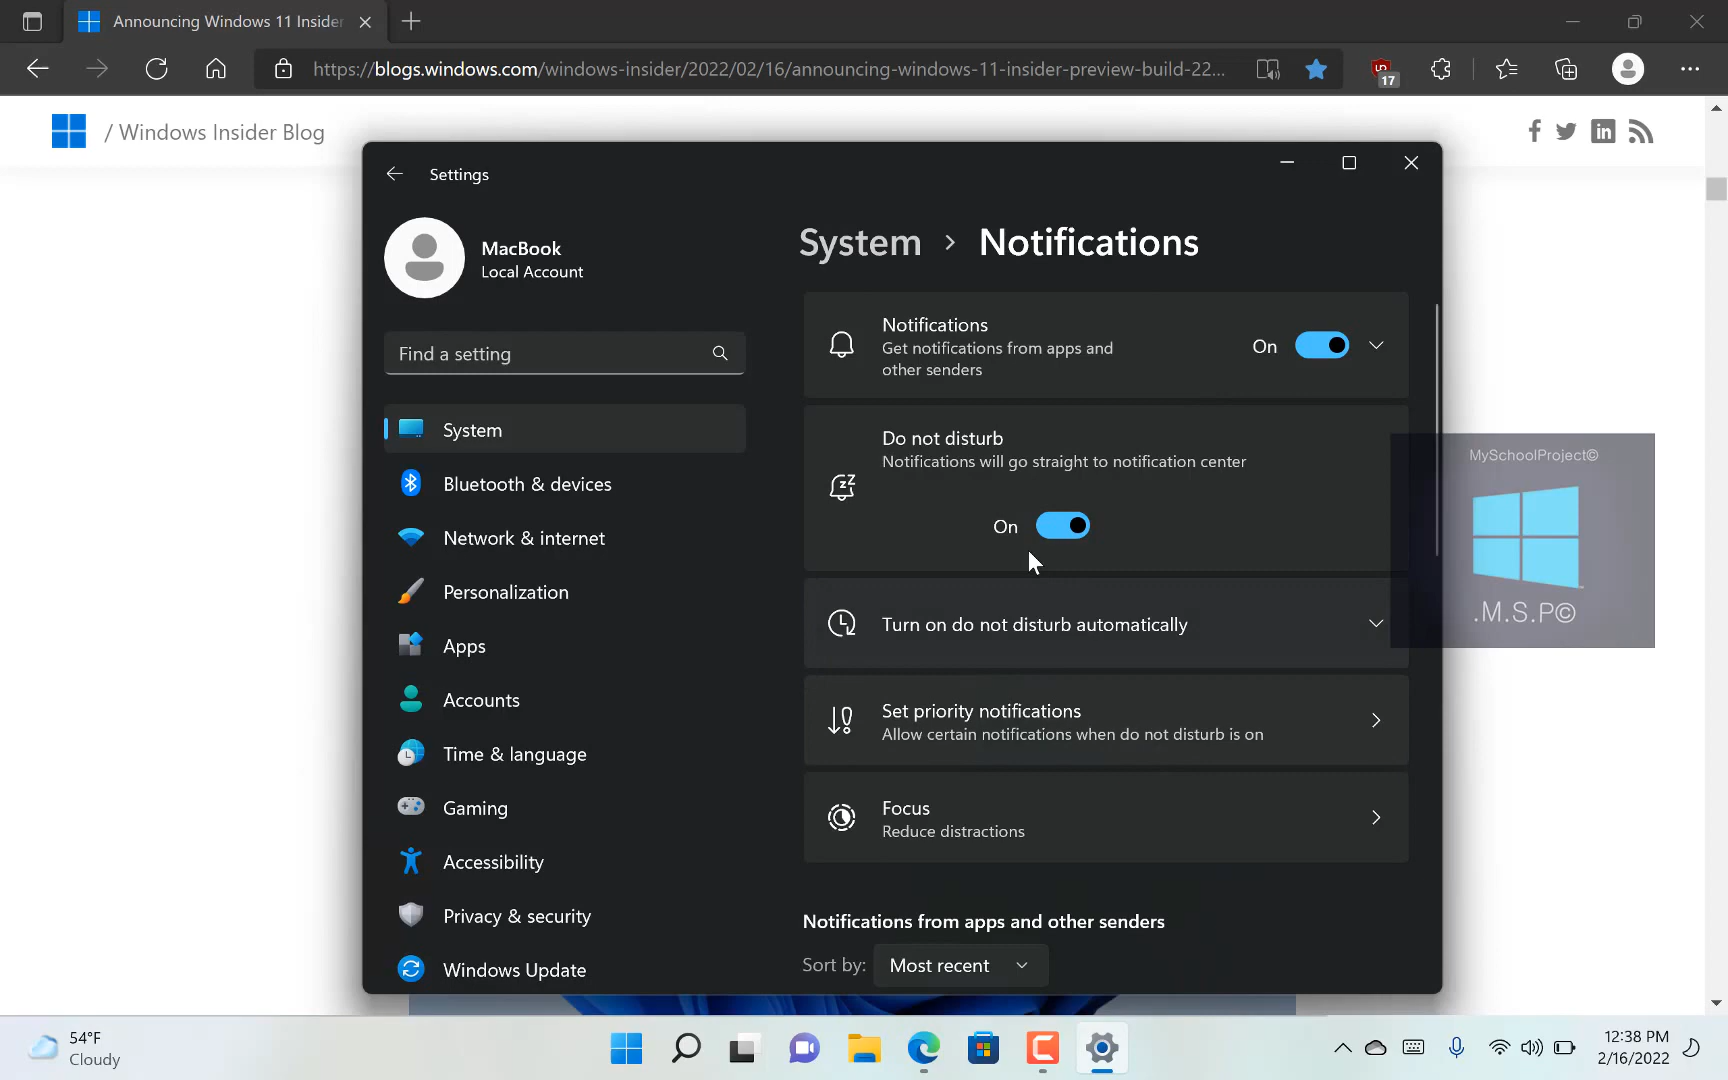 Announcing Windows 11 Insider
https://blogs.windows.com/windows-insider/2022/02/16/announcing-windows-11-insider-preview-build-22...
17
/ Windows Insider Blog
Settings
MacBook
Local Account
Find a setting
System
Bluetooth & devices
Network & internet
Personalization
Apps
Accounts
Time & language
Gaming
Accessibility
Privacy & security
Windows Update
System > Notifications
Notifications
Get notifications from apps and
other senders
On
Do not disturb
Notifications will go straight to notification center
On
Turn on do not disturb automatically
Set priority notifications
Allow certain notifications when do not disturb is on
Focus
Reduce distractions
Notifications from apps and other senders
Sort by: Most recent
MySchoolProject©
.M.S.P©
54°F
Cloudy
12:38 PM
2/16/2022